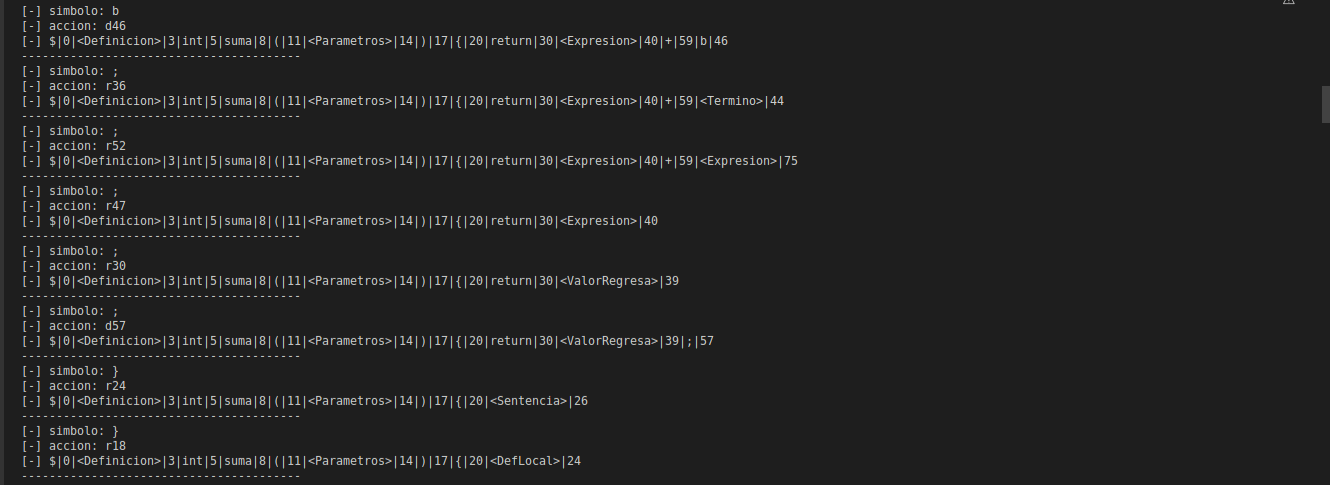 [-] simbolo: b
[-] accion: d46
[-] $|0|<Definicion>|3|int|5|suma|8|(|11|<Parametros>|14|)|17|{|20|return|30|<Expresion>|40|+|59|b|46
----------------------------------------
[-] simbolo: ;
[-] accion: r36
[-] $|0|<Definicion>|3|int|5|suma|8|(|11|<Parametros>|14|)|17|{|20|return|30|<Expresion>|40|+|59|<Termino>|44
----------------------------------------
[-] simbolo: ;
[-] accion: r52
[-] $|0|<Definicion>|3|int|5|suma|8|(|11|<Parametros>|14|)|17|{|20|return|30|<Expresion>|40|+|59|<Expresion>|75
----------------------------------------
[-] simbolo: ;
[-] accion: r47
[-] $|0|<Definicion>|3|int|5|suma|8|(|11|<Parametros>|14|)|17|{|20|return|30|<Expresion>|40
----------------------------------------
[-] simbolo: ;
[-] accion: r30
[-] $|0|<Definicion>|3|int|5|suma|8|(|11|<Parametros>|14|)|17|{|20|return|30|<ValorRegresa>|39
----------------------------------------
[-] simbolo: ;
[-] accion: d57
[-] $|0|<Definicion>|3|int|5|suma|8|(|11|<Parametros>|14|)|17|{|20|return|30|<ValorRegresa>|39|;|57
----------------------------------------
[-] simbolo: }
[-] accion: r24
[-] $|0|<Definicion>|3|int|5|suma|8|(|11|<Parametros>|14|)|17|{|20|<Sentencia>|26
----------------------------------------
[-] simbolo: }
[-] accion: r18
[-] $|0|<Definicion>|3|int|5|suma|8|(|11|<Parametros>|14|)|17|{|20|<DefLocal>|24
----------------------------------------